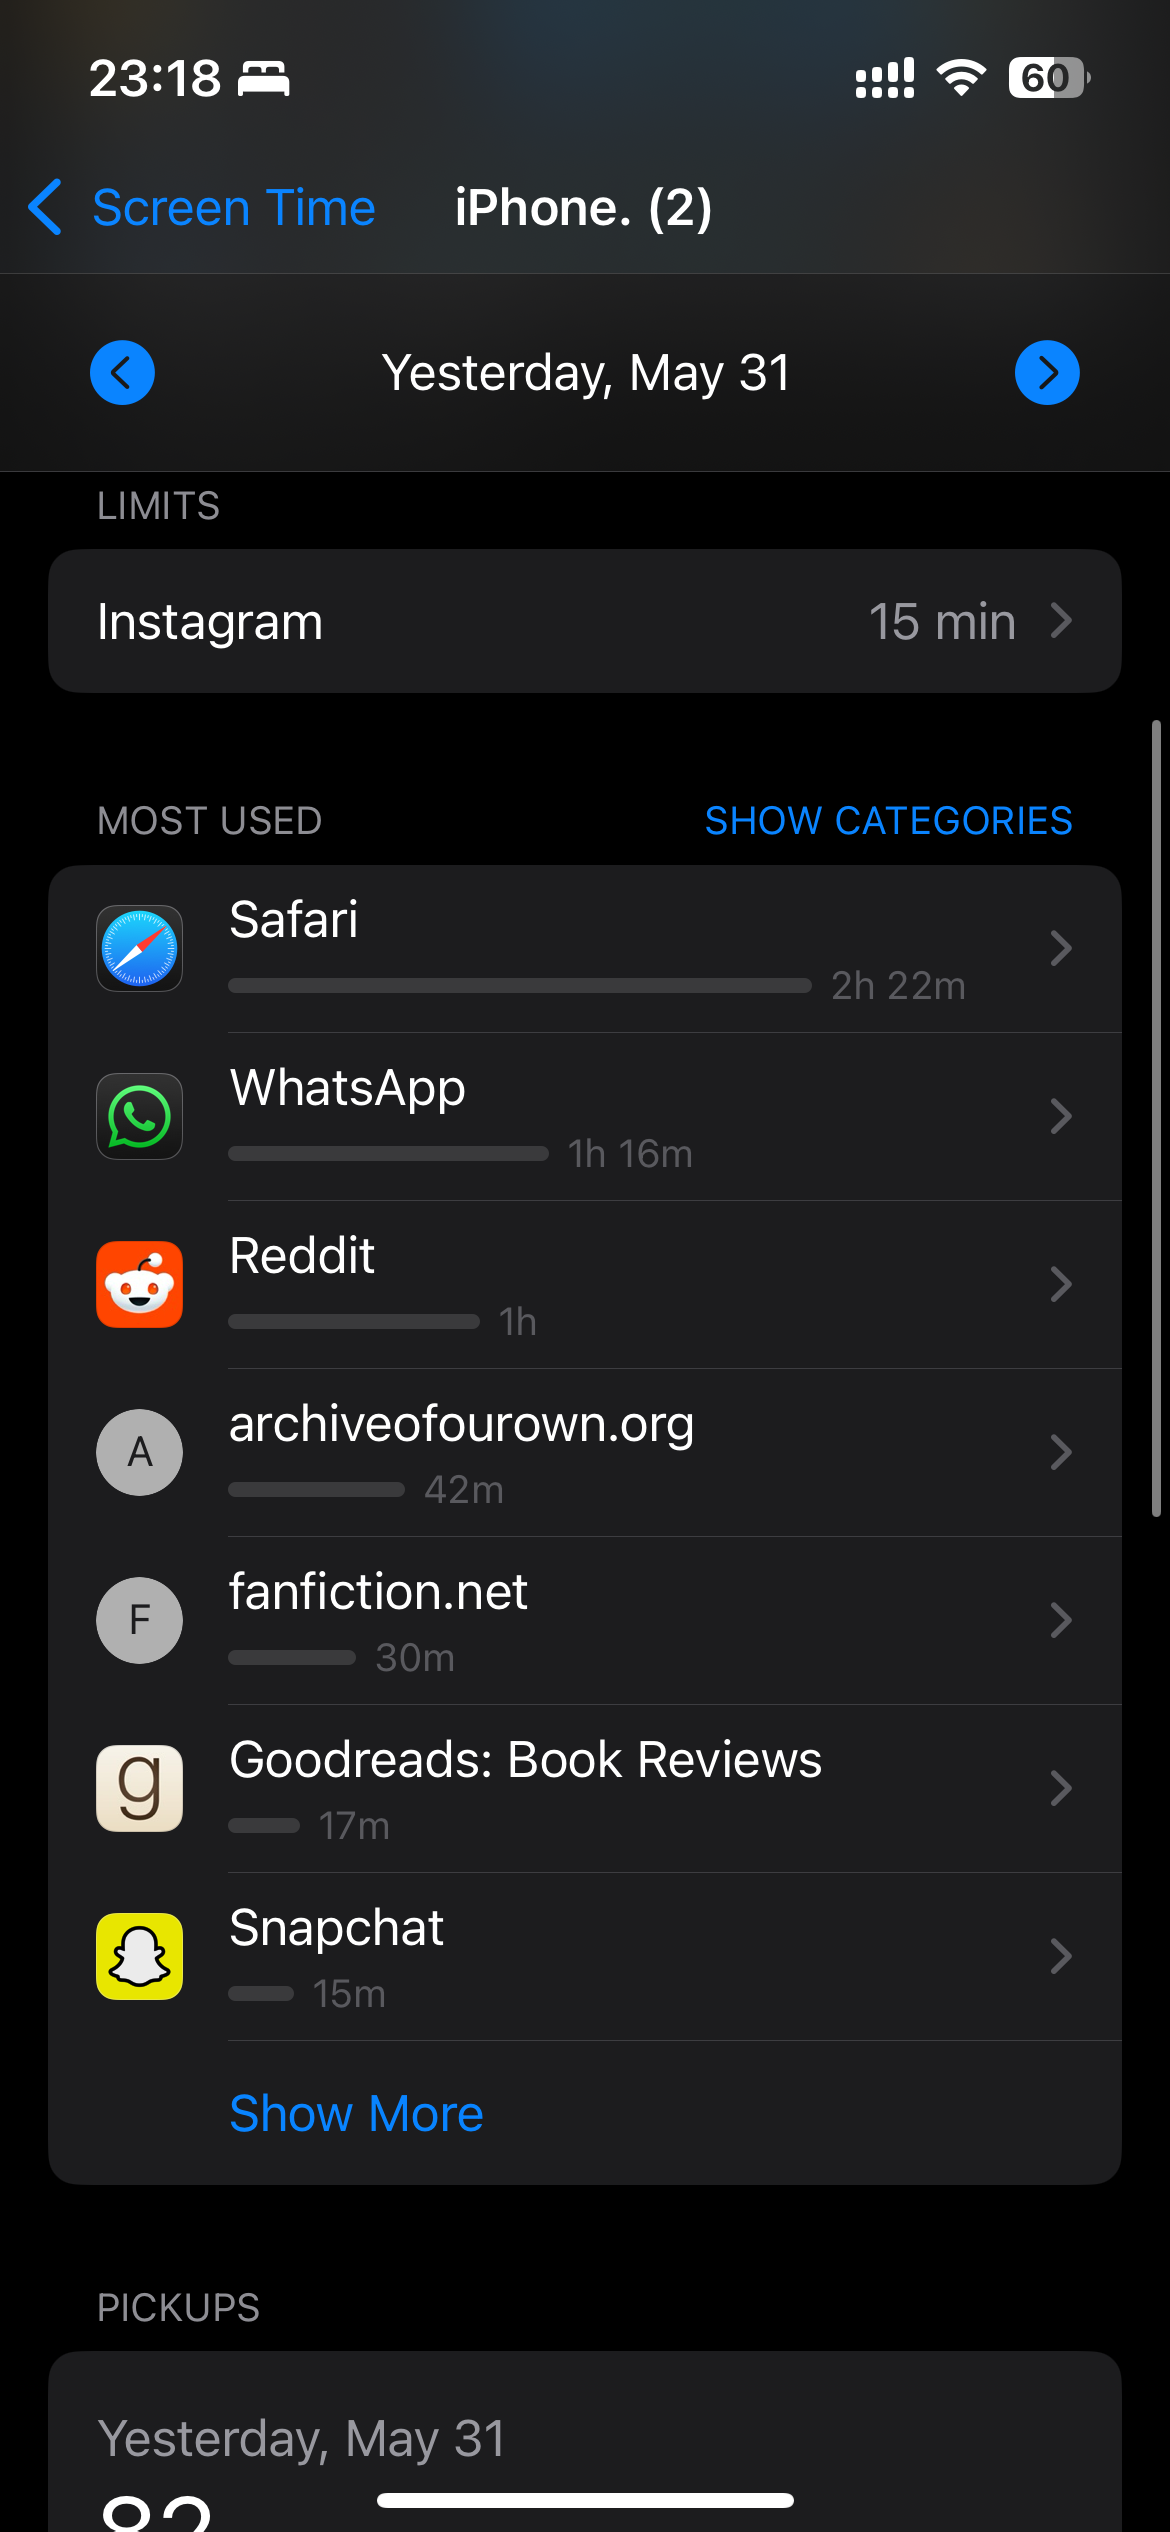 23:18 60
Screen Time iPhone. (2)
Yesterday, May 31
LIMITS
Instagram 15 min
MOST USED SHOW CATEGORIES
Safari
2h 22m
WhatsApp
1h 16m
Reddit
1h
A archiveofourown.org
42m
F fanfiction.net
30m
g Goodreads: Book Reviews
17m
Snapchat
15m
Show More
PICKUPS
Yesterday, May 31
82